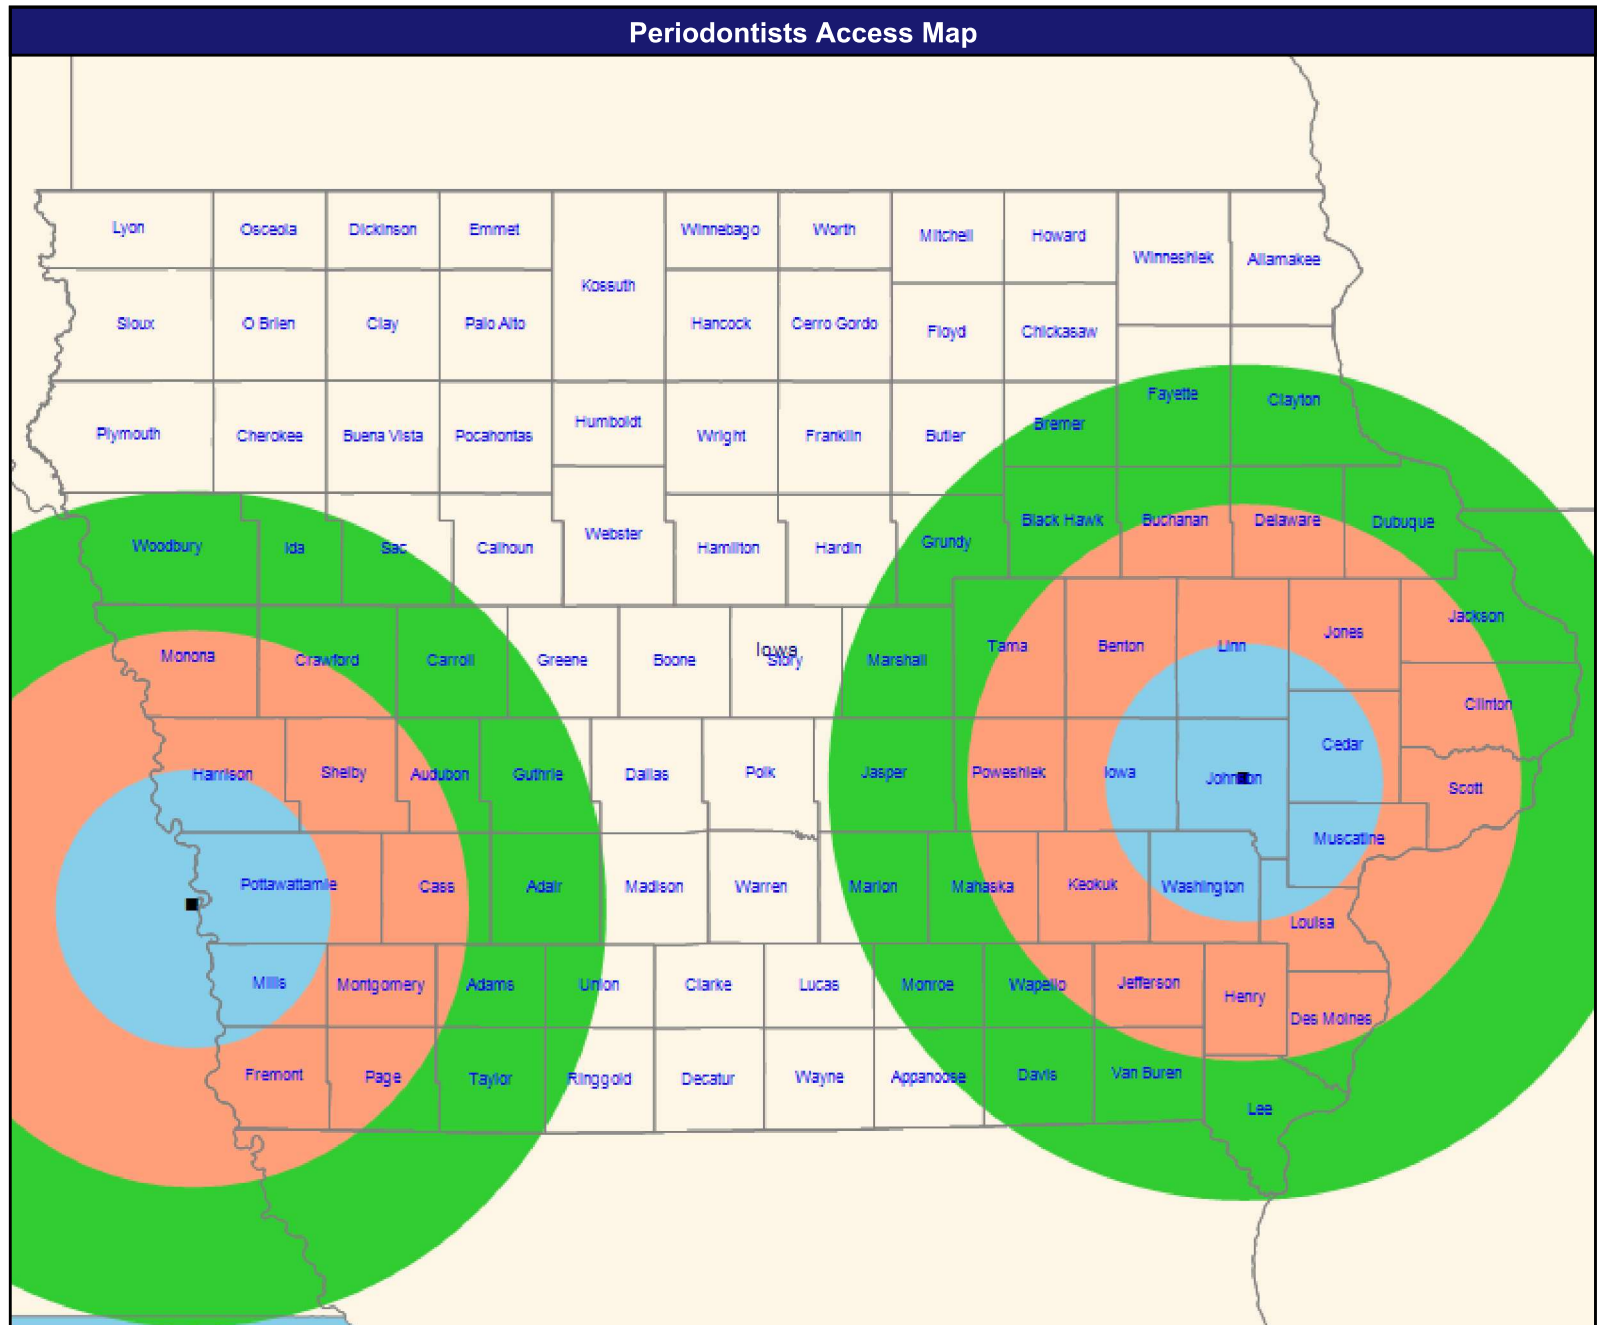 Periodontists Access Map
Lyon
Osceola
Dickinson
Emmet
Winnebago
Worth
Mitchell
Howard
Winneshiek
Allamakee
Kossuth
Sioux
O Brien
Clay
Palo Alto
Hancock
Cerro Gordo
Floyd
Chickasaw
Fayette
Clayton
Plymouth
Cherokee
Buena Vista
Pocahontas
Humboldt
Wright
Franklin
Butler
Bremer
Woodbury
Ida
Sac
Calhoun
Webster
Hamilton
Hardin
Grundy
Black Hawk
Buchanan
Delaware
Dubuque
Monona
Crawford
Carroll
Greene
Boone
Iowa
Story
Marshall
Tama
Benton
Linn
Jones
Jackson
Clinton
Harrison
Shelby
Audubon
Guthrie
Dallas
Polk
Jasper
Poweshiek
Iowa
Johnson
Cedar
Scott
Muscatine
Pottawattamie
Cass
Adair
Madison
Warren
Marion
Mahaska
Keokuk
Washington
Louisa
Mills
Montgomery
Adams
Union
Clarke
Lucas
Monroe
Wapello
Jefferson
Henry
Des Moines
Fremont
Page
Taylor
Ringgold
Decatur
Wayne
Appanoose
Davis
Van Buren
Lee